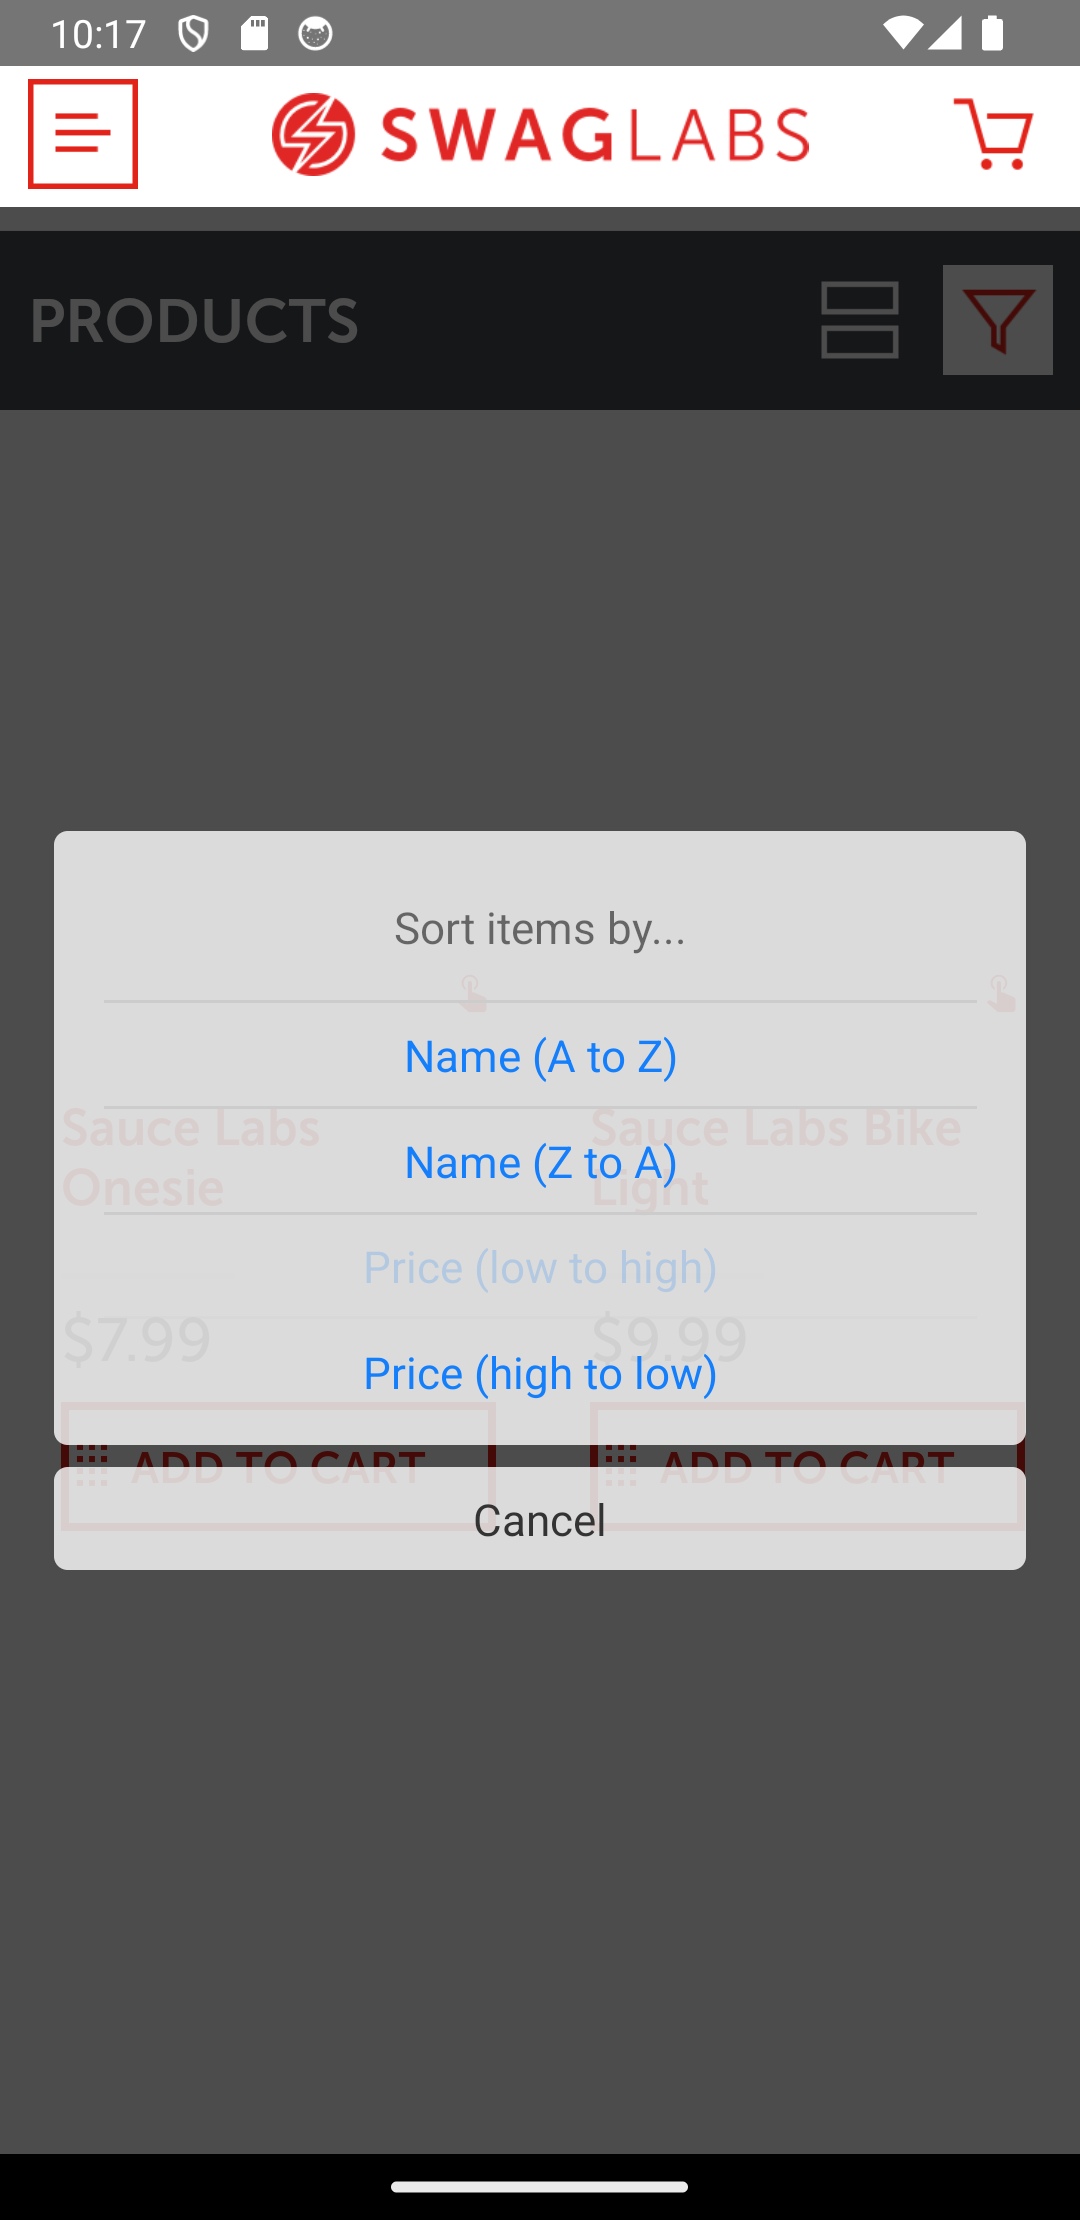 10:17
SWAGLABS
PRODUCTS
Sort items by...
Name (A to Z)
Sauce Labs Onesie
Sauce Labs Bike Light
Name (Z to A)
Price (low to high)
$7.99
$9.99
Price (high to low)
ADD TO CART
ADD TO CART
Cancel